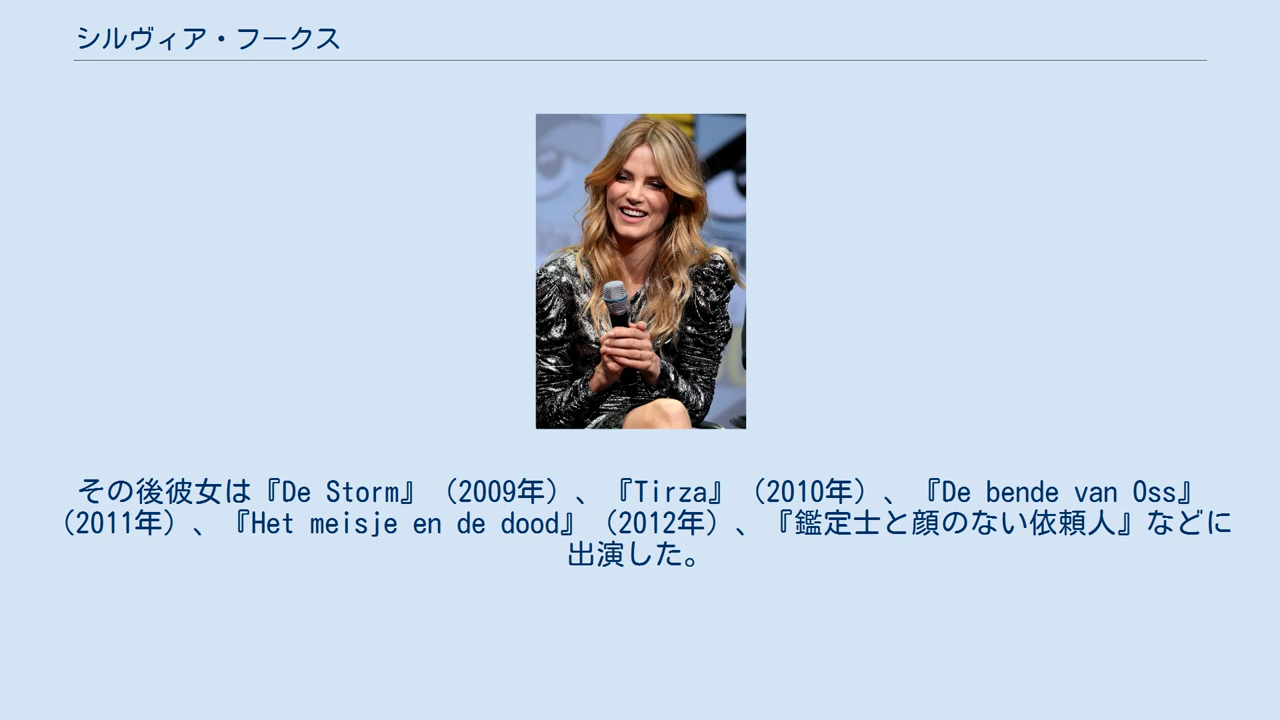 シルヴィア・フークス
その後彼女は『De Storm』（2009年）、『Tirza』（2010年）、『De bende van Oss』
（2011年）、『Het meisje en de dood』（2012年）、『鑑定士と顔のない依頼人』などに
出演した。